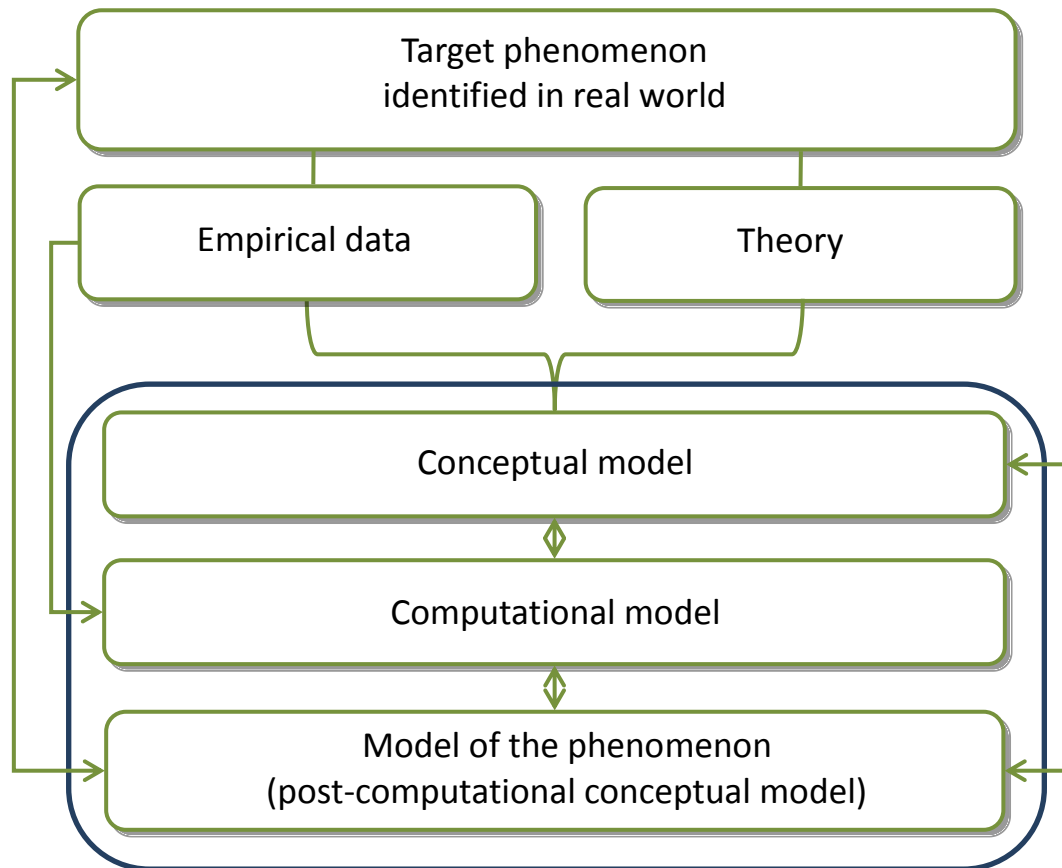 Target phenomenon
identified in real world
Empirical data
Theory
Conceptual model
Computational model
Model of the phenomenon
(post-computational conceptual model)